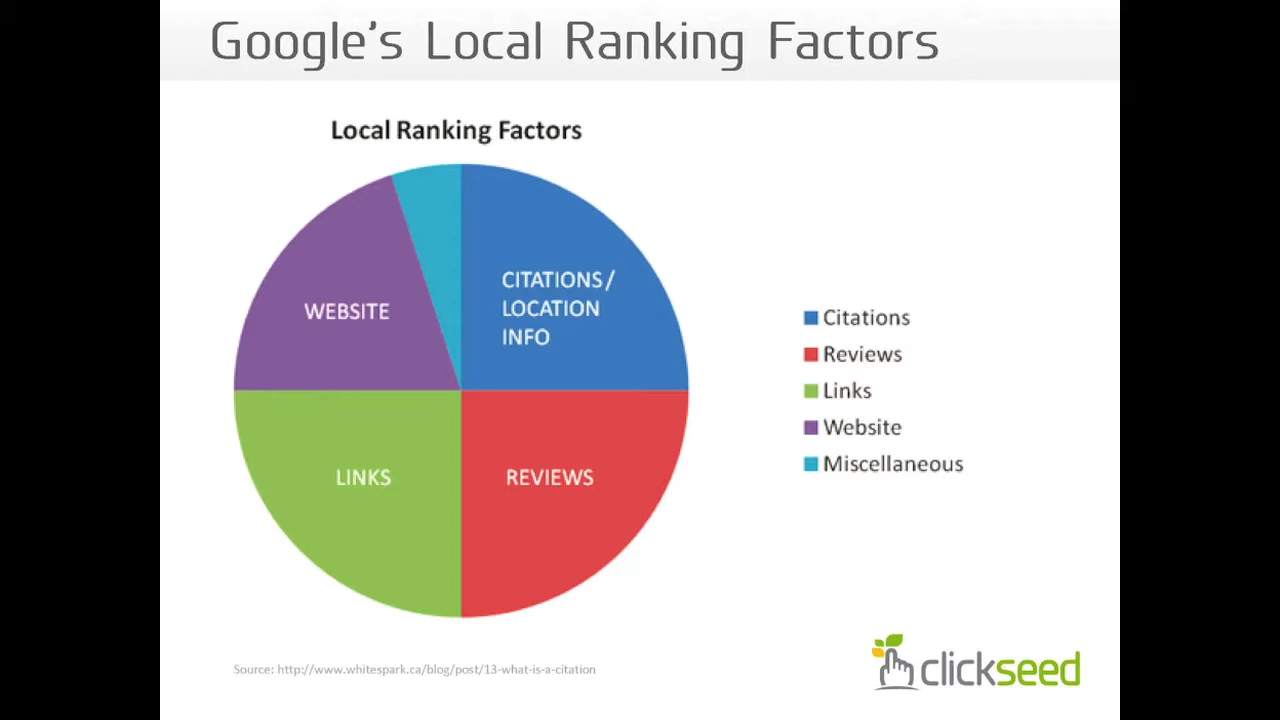 Google's Local Ranking Factors
Local Ranking Factors
WEBSITE
CITATIONS /
LOCATION
INFO
LINKS
REVIEWS
Citations
Reviews
Links
Website
Miscellaneous
Source: http://www.whitespark.ca/blog/post/13-what-is-a-citation
clickseed